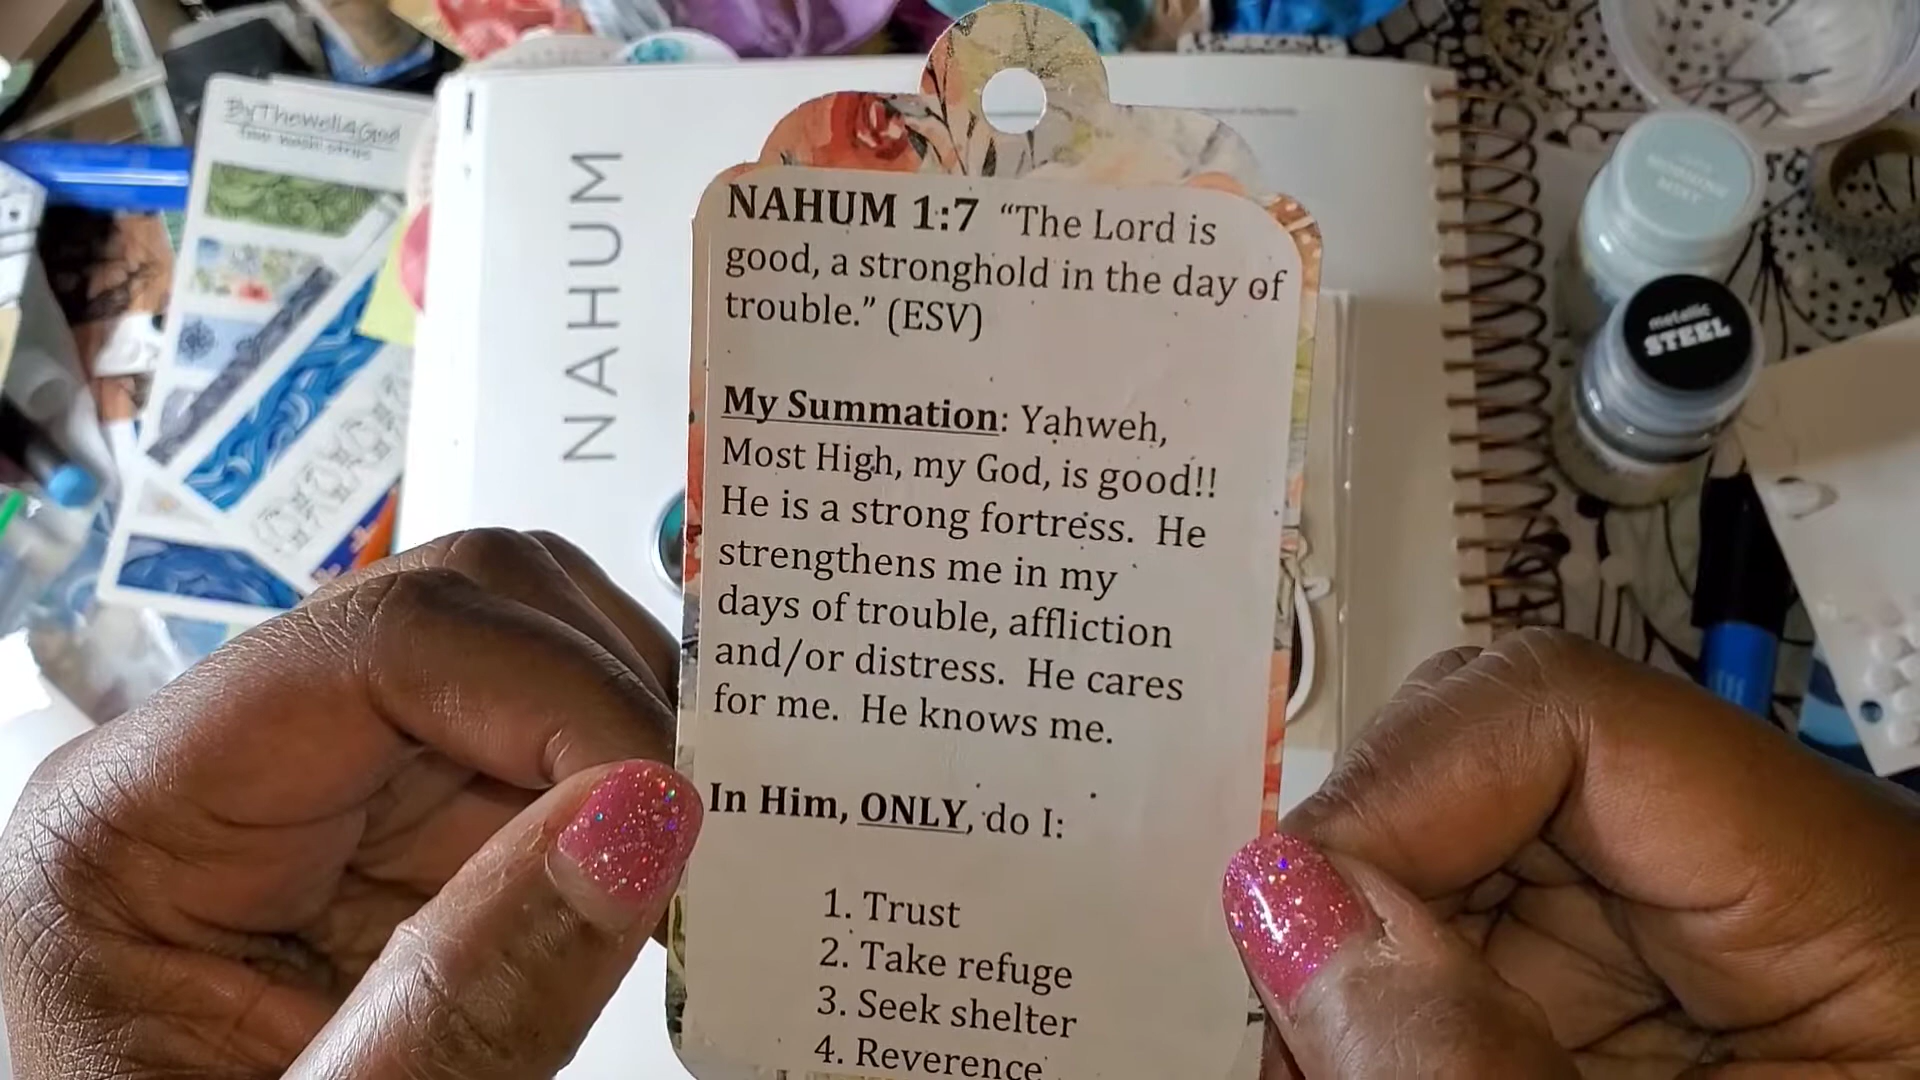 ByThewell4God
NAHUM
NAHUM 1:7 “The Lord is
good, a stronghold in the day of
trouble.” (ESV)
My Summation: Yahweh,
Most High, my God, is good!!
He is a strong fortress. He
strengthens me in my
days of trouble, affliction
and/or distress. He cares
for me. He knows me.
In Him, ONLY, do I:
1. Trust
2. Take refuge
3. Seek shelter
4. Reverence
metallic
STEEL